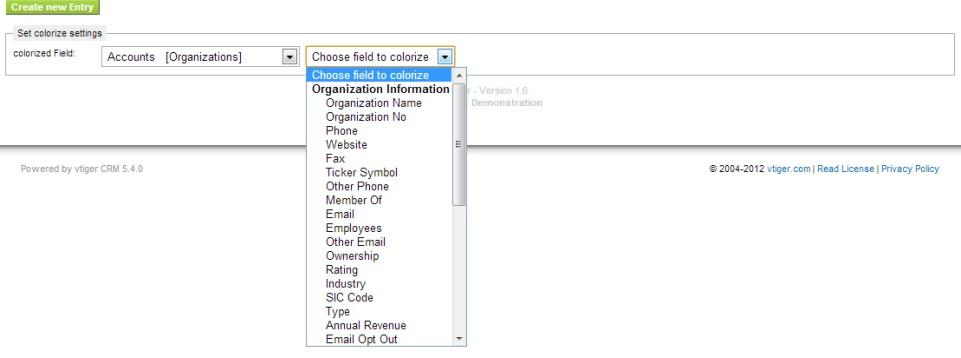 Create new Entry
Set colorize settings
colorized Field:
Accounts [Organizations]
Choose field to colorize
Choose field to colorize
Organization Information
Organization Name
Organization No
Phone
Website
Fax
Ticker Symbol
Other Phone
Member Of
Email
Employees
Other Email
Ownership
Rating
Industry
SIC Code
Type
Annual Revenue
Email Opt Out
- Version 1.6
Demonstration
Powered by vtiger CRM 5.4.0
© 2004-2012 vtiger.com | Read License | Privacy Policy